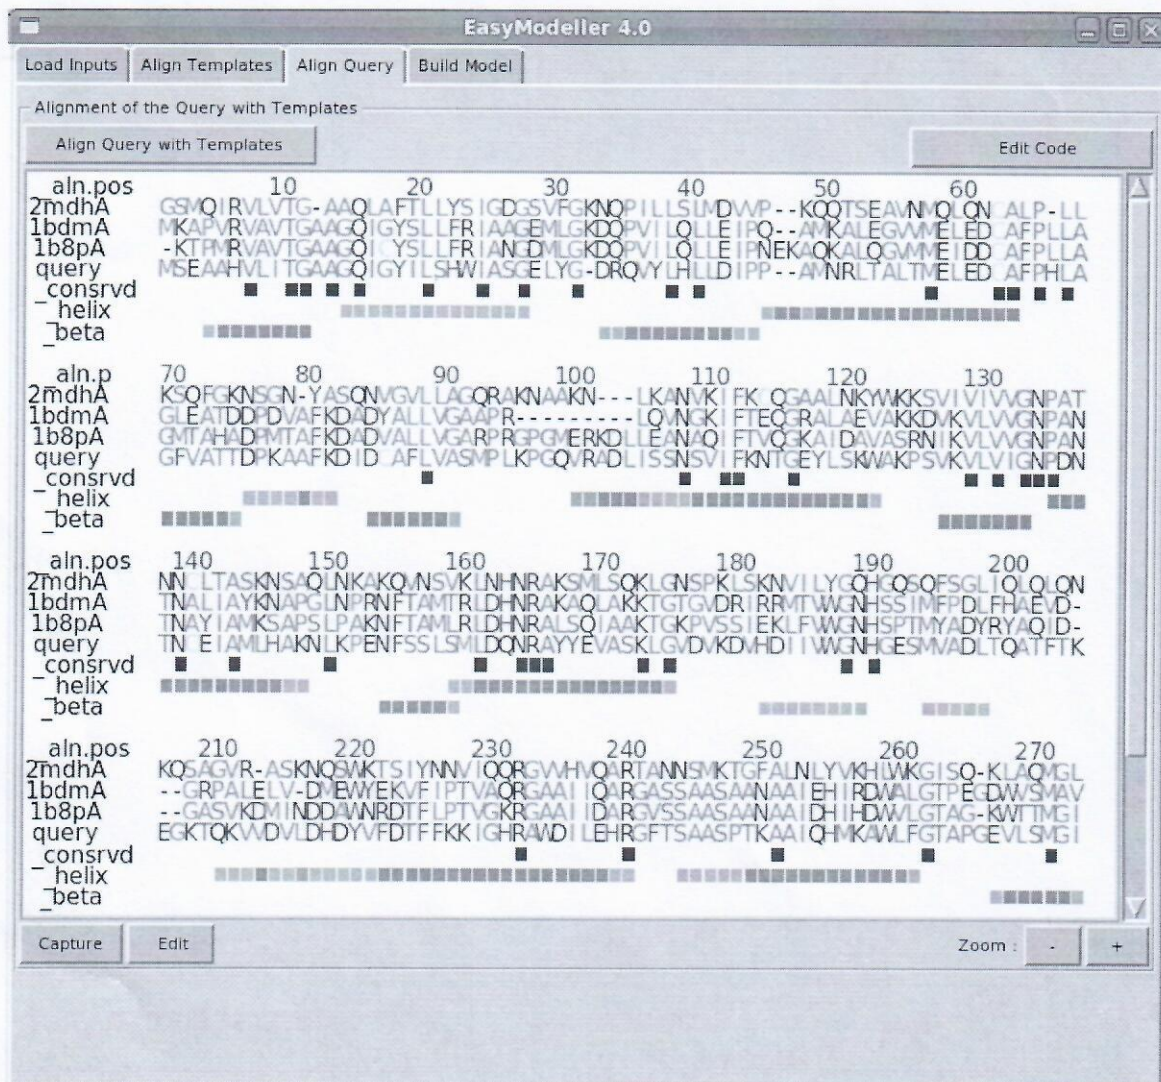 EasyModeller 4.0
Load Inputs Align Templates Align Query Build Model
Alignment of the Query with Templates
Align Query with Templates Edit Code
_aln.pos 10 20 30 40 50 60
2mdhA GSMQIRVLVTG-AAQLAFTLLYSIGDGSVFGKNQPILLSLMDVVP--KQQTSEAVNMQLQNCALP-LL
1bdmA MKAPVRVAVTGAAGQIGYSLLFRIAAGEMLGKDQPVILQLLEIPQ--AMKALEGVVMELEDCAFPLLA
1b8pA -KTPMRVAVTGAAGQICYSLLFRIANGDMLGKDQPVILQLLEIPNEKAQKALQGVMMEIDDCAFPLLA
query MSEAAHVLITGAAGQIGYILSHWIASGELYG-DRQVYLHLLDIPP--AMNRLTALTMELEDCAFPHLA
_consrvd
_helix
_beta
_aln.p 70 80 90 100 110 120 130
2mdhA KSQFGKNSGN-YASQNVGVLLAGQRAKNAAKN---LKANVKIFKCQGAALNKYWKKSVIVIVVGNPAT
1bdmA GLEATDDPDVAFKDADYALLVGAAPR---------LQVNGKIFTEQGRALAEVAKKDVKVLVVGNPAN
1b8pA GMTAHADPMTAFKDADVALLVGARPRGPGMERKDLLEANAQIFTVQGKAIDAVASRNIKVLVVGNPAN
query GFVATTDPKAAFKDIDCAFLVASMPLKPGQVRADLISSNSVIFKNTGEYLSKWAKPSVKVLVIGNPDN
_consrvd
_helix
_beta
_aln.pos 140 150 160 170 180 190 200
2mdhA NNCLTASKNSAQLNKAKQVNSVKLNHNRAKSMLSQKLGNSPKLSKNVILYGQHGQSQFSGLIQLQLQN
1bdmA TNALIAYKNAPGLNPRNFTAMTRLDHNRAKAQLAKKTGTGVDRIRRMTVWGNHSSIMFPDLFHAEVD-
1b8pA TNAYIAMKSAPSLPAKNFTAMLRLDHNRALSQIAAKTGKPVSSIEKLFVWGNHSPTMYADYRYAQID-
query TNCEIAMLHAKNLKPENFSSLSMLDQNRAYYEVASKLGVDVKDVHDIIVWGNHGESMVADLTQATFTK
_consrvd
_helix
_beta
_aln.pos 210 220 230 240 250 260 270
2mdhA KQSAGVR-ASKNQSWKTSIYNNVIQQRGVVHVQARTANNSMKTGFALNLYVKHLWKGISQ-KLAQMGL
1bdmA --GRPALELV-DMEWYEKVFIPTVAQRGAAIIQARGASSAASAANAAIEHIRDWALGTPEGDWVSMAV
1b8pA --GASVKDMINDDAWNRDTFLPTVGKRGAAIIDARGVSSAASAANAAIDHIHDWVLGTAG-KWTTMGI
query EGKTQKVVDVLDHDYVFDTFFKKIGHRAWDILEHRGFTSAASPTKAAIQHMKAWLFGTAPGEVLSMGI
_consrvd
_helix
_beta
Capture Edit Zoom : - +